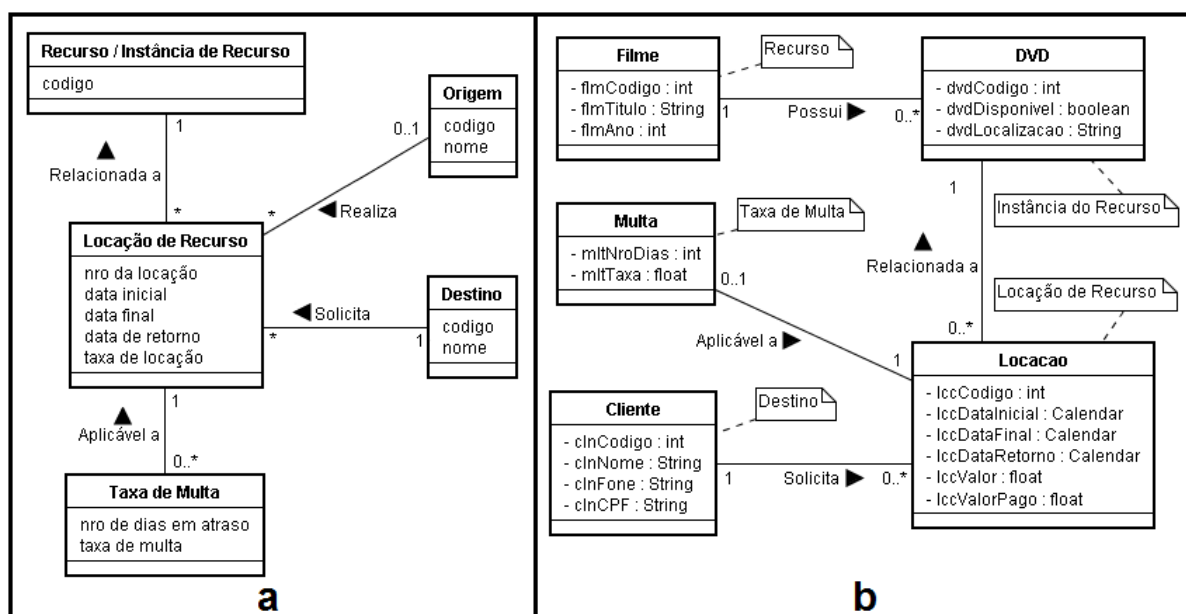 Recurso / Instância de Recurso
codigo
1
Relacionada a
*
Origem
codigo
nome
0..1
Realiza
*
Locação de Recurso
nro da locação
data inicial
data final
data de retorno
taxa de locação
Destino
codigo
nome
Solicita
*
1
1
Aplicável a
0..*
Taxa de Multa
nro de dias em atraso
taxa de multa
a
Filme
- flmCodigo : int
- flmTitulo : String
- flmAno : int
Recurso
1
Possui
0..*
DVD
- dvdCodigo : int
- dvdDisponivel : boolean
- dvdLocalizacao : String
1
Instância do Recurso
Relacionada a
0..*
Multa
- mltNroDias : int
- mltTaxa : float
Taxa de Multa
0..1
Aplicável a
1
Locação de Recurso
Locacao
- lccCodigo : int
- lccDataInicial : Calendar
- lccDataFinal : Calendar
- lccDataRetorno : Calendar
- lccValor : float
- lccValorPago : float
Cliente
- clnCodigo : int
- clnNome : String
- clnFone : String
- clnCPF : String
Destino
1
Solicita
0..*
b